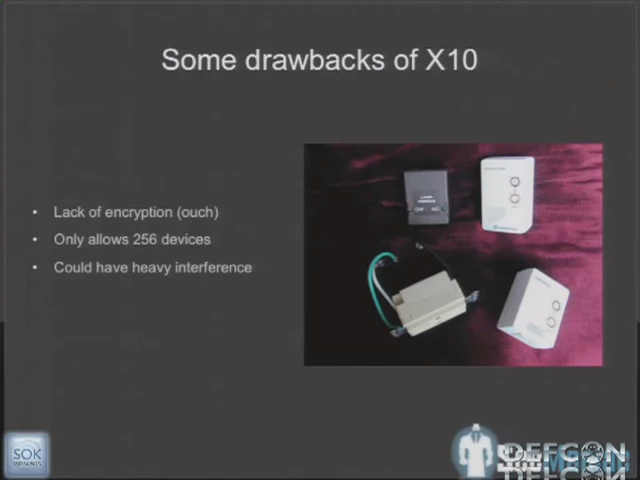 Some drawbacks of X10
• Lack of encryption (ouch)
• Only allows 256 devices
• Could have heavy interference
SOK
DEFCON